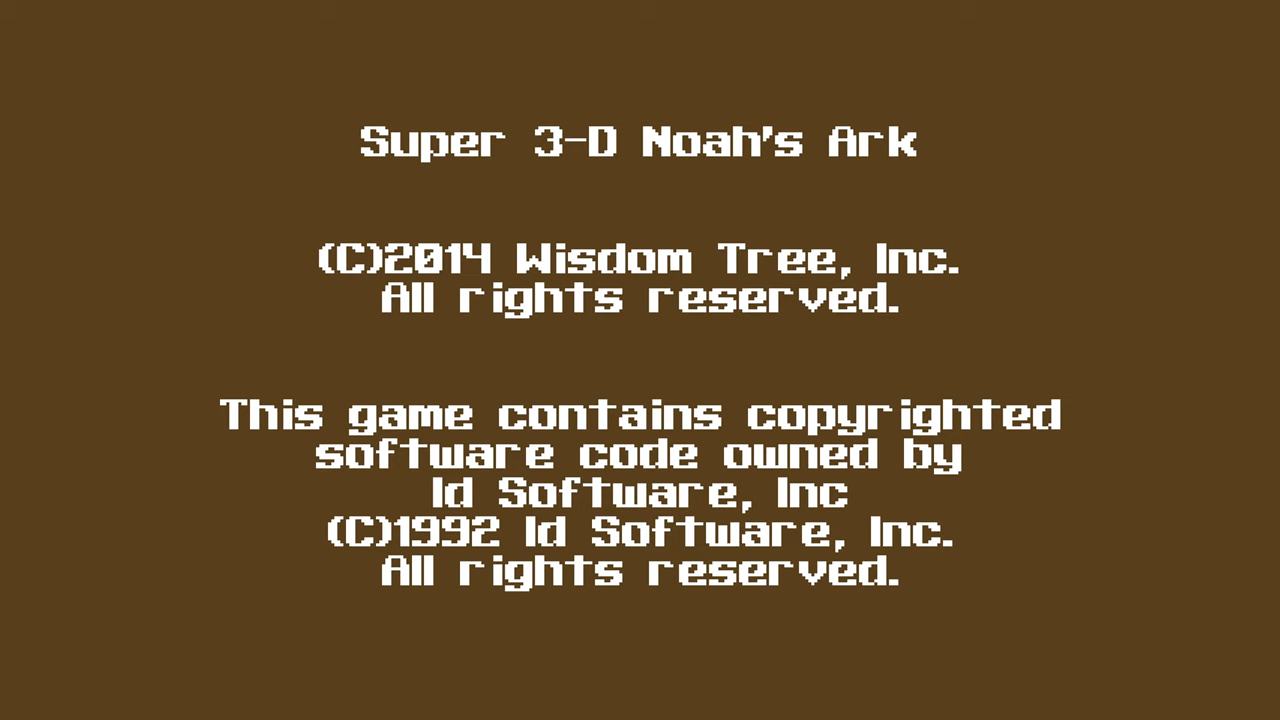 Super 3-D Noah's Ark
(C)2014 Wisdom Tree, Inc.
All rights reserved.
This game contains copyrighted
software code owned by
Id Software, Inc
(C)1992 Id Software, Inc.
All rights reserved.